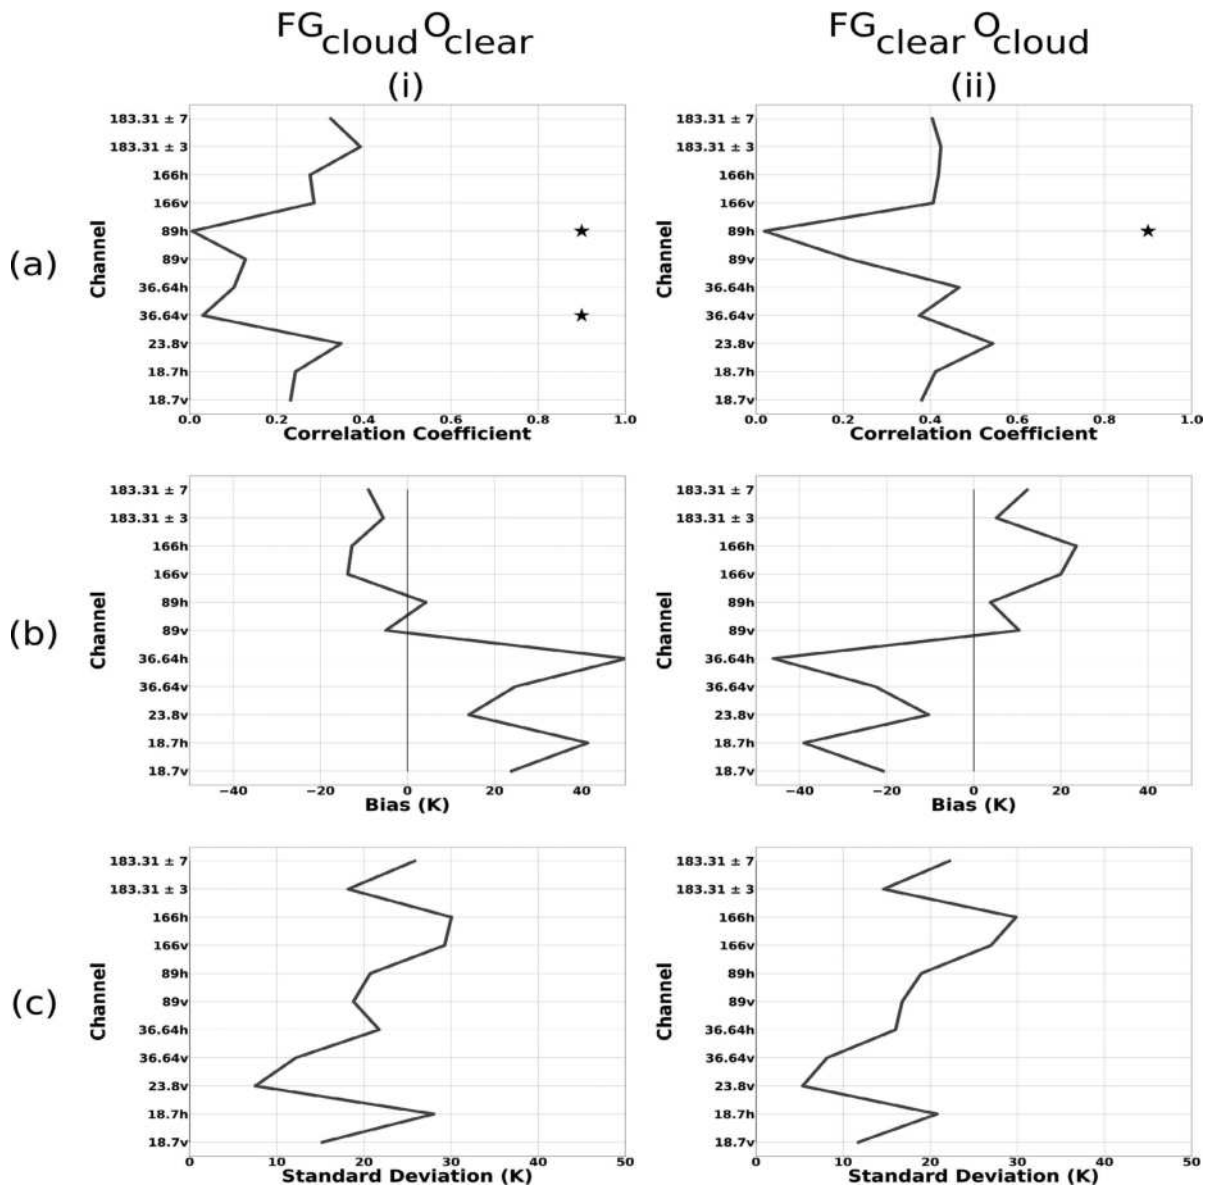 FGcloud Oclear
FGclear Ocloud
(i)
(ii)
(a)
Channel
183.31 ± 7
183.31 ± 3
166h
166v
89h
89v
36.64h
36.64v
23.8v
18.7h
18.7v
0.0 0.2 0.4 0.6 0.8 1.0
Correlation Coefficient
Channel
183.31 ± 7
183.31 ± 3
166h
166v
89h
89v
36.64h
36.64v
23.8v
18.7h
18.7v
0.0 0.2 0.4 0.6 0.8 1.0
Correlation Coefficient
(b)
Channel
183.31 ± 7
183.31 ± 3
166h
166v
89h
89v
36.64h
36.64v
23.8v
18.7h
18.7v
−40 −20 0 20 40
Bias (K)
Channel
183.31 ± 7
183.31 ± 3
166h
166v
89h
89v
36.64h
36.64v
23.8v
18.7h
18.7v
−40 −20 0 20 40
Bias (K)
(c)
Channel
183.31 ± 7
183.31 ± 3
166h
166v
89h
89v
36.64h
36.64v
23.8v
18.7h
18.7v
0 10 20 30 40 50
Standard Deviation (K)
Channel
183.31 ± 7
183.31 ± 3
166h
166v
89h
89v
36.64h
36.64v
23.8v
18.7h
18.7v
0 10 20 30 40 50
Standard Deviation (K)